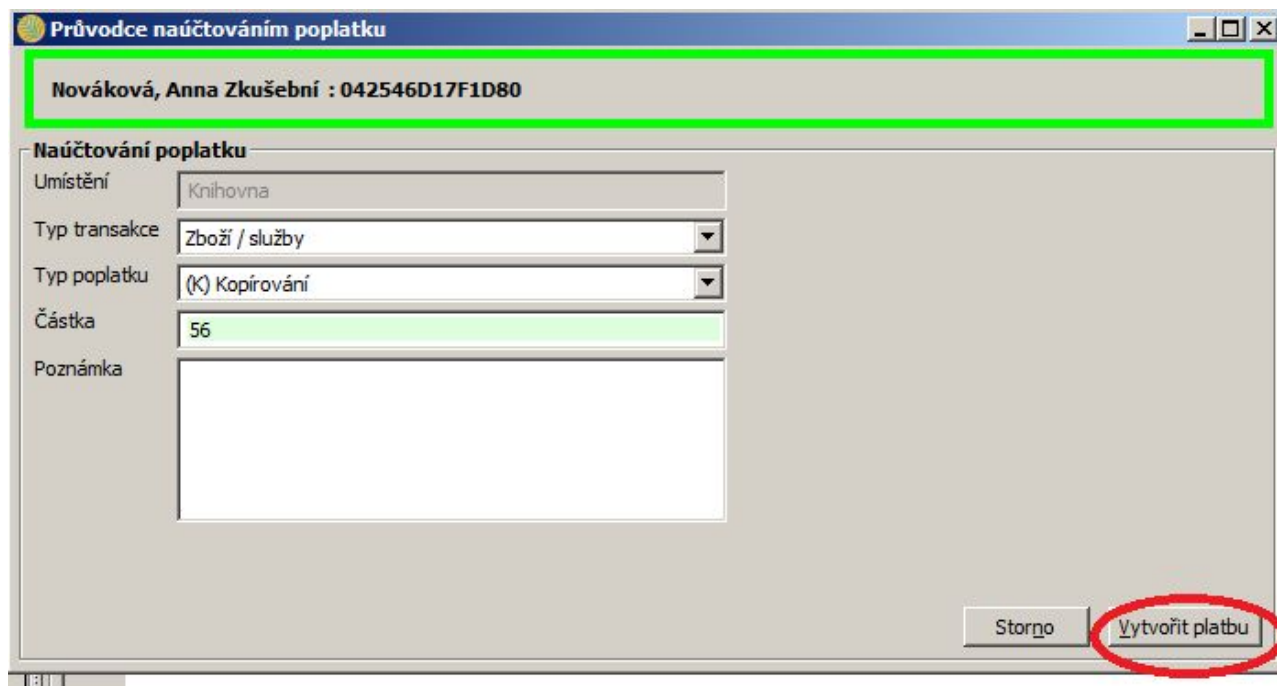 Průvodce naúčtováním poplatku
Nováková, Anna Zkušební : 042546D17F1D80
Naúčtování poplatku
Umístění Knihovna
Typ transakce Zboží / služby
Typ poplatku (K) Kopírování
Částka 56
Poznámka
Storno Vytvořit platbu